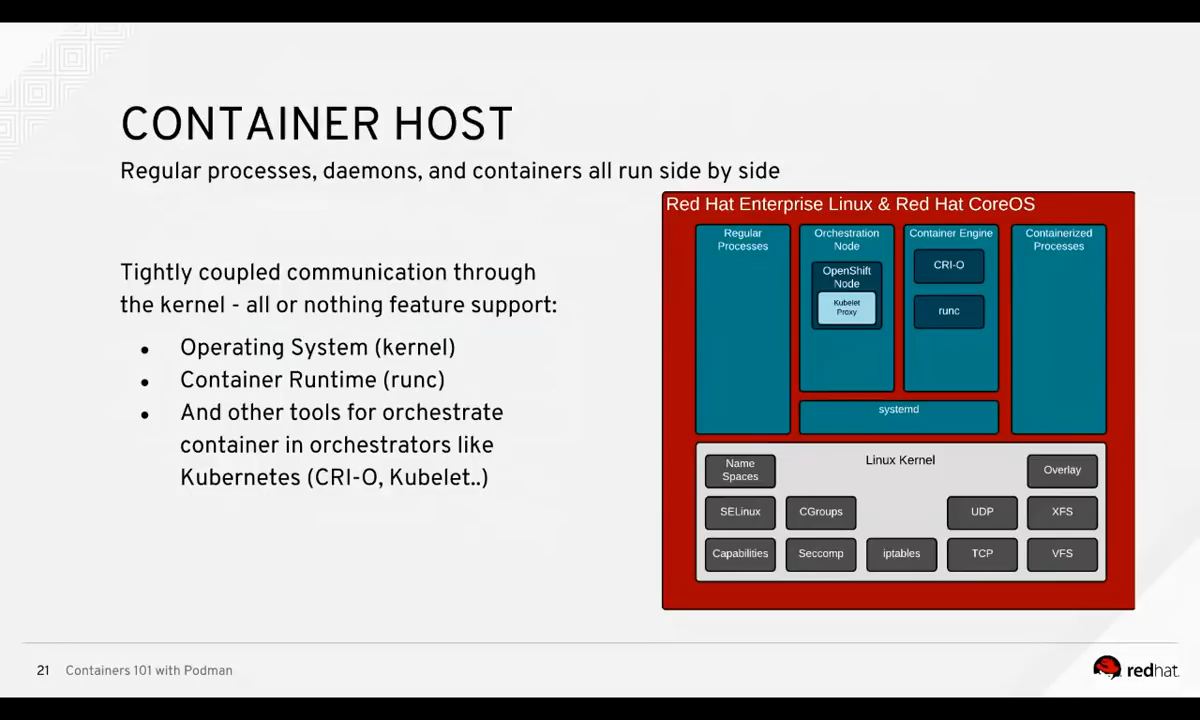 CONTAINER HOST
Regular processes, daemons, and containers all run side by side
Tightly coupled communication through
the kernel - all or nothing feature support:
● Operating System (kernel)
● Container Runtime (runc)
● And other tools for orchestrate
container in orchestrators like
Kubernetes (CRI-O, Kubelet..)
Red Hat Enterprise Linux & Red Hat CoreOS
Regular
Processes
Orchestration
Node
OpenShift
Node
Kubelet
Proxy
Container Engine
CRI-O
runc
Containerized
Processes
systemd
Linux Kernel
Name
Spaces
Overlay
SELinux
CGroups
UDP
XFS
Capabilities
Seccomp
iptables
TCP
VFS
21 Containers 101 with Podman
redhat.